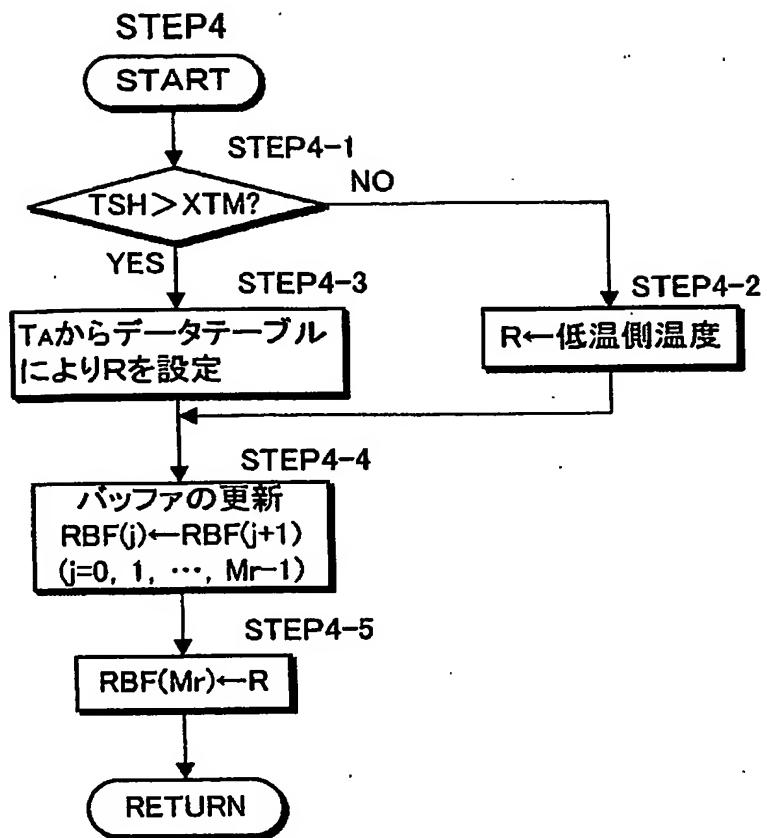 STEP4
START
STEP4-1
TSH＞XTM?
NO
YES
STEP4-3
STEP4-2
TAからデータテーブル
によりRを設定
R←低温側温度
STEP4-4
バッファの更新
RBF(j)←RBF(j+1)
(j=0, 1, …, Mr-1)
STEP4-5
RBF(Mr)←R
RETURN